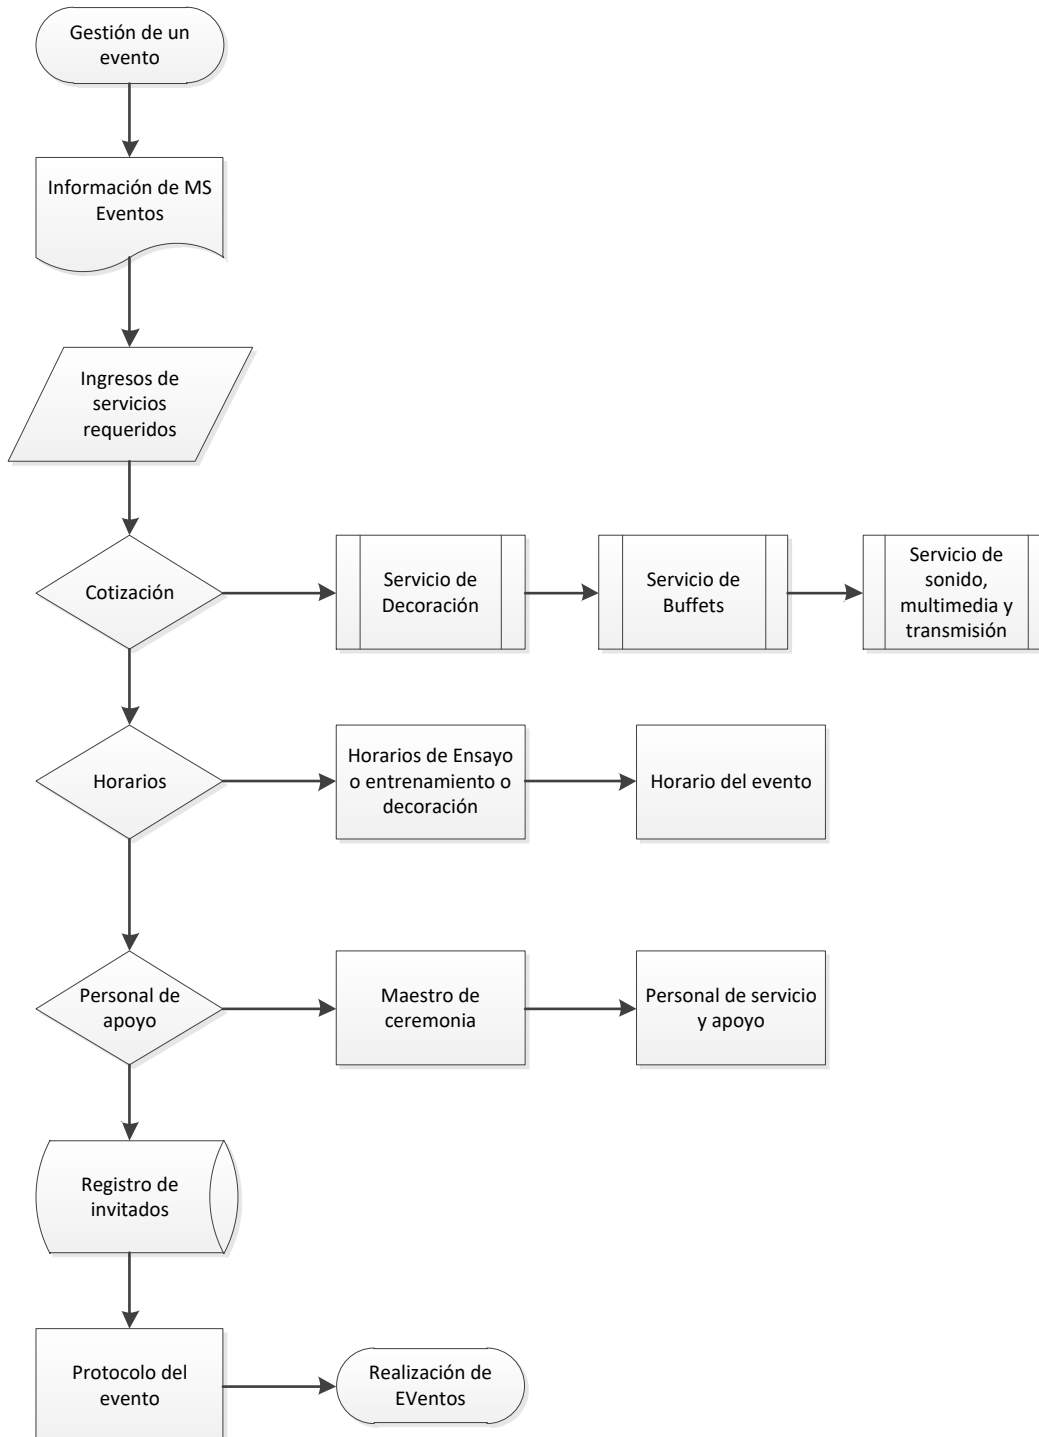 Gestión de un
evento
Información de MS
Eventos
Ingresos de
servicios
requeridos
Cotización
Servicio de
Decoración
Servicio de
Buffets
Servicio de
sonido,
multimedia y
transmisión
Horarios
Horarios de Ensayo
o entrenamiento o
decoración
Horario del evento
Personal de
apoyo
Maestro de
ceremonia
Personal de servicio
y apoyo
Registro de
invitados
Protocolo del
evento
Realización de
EVentos